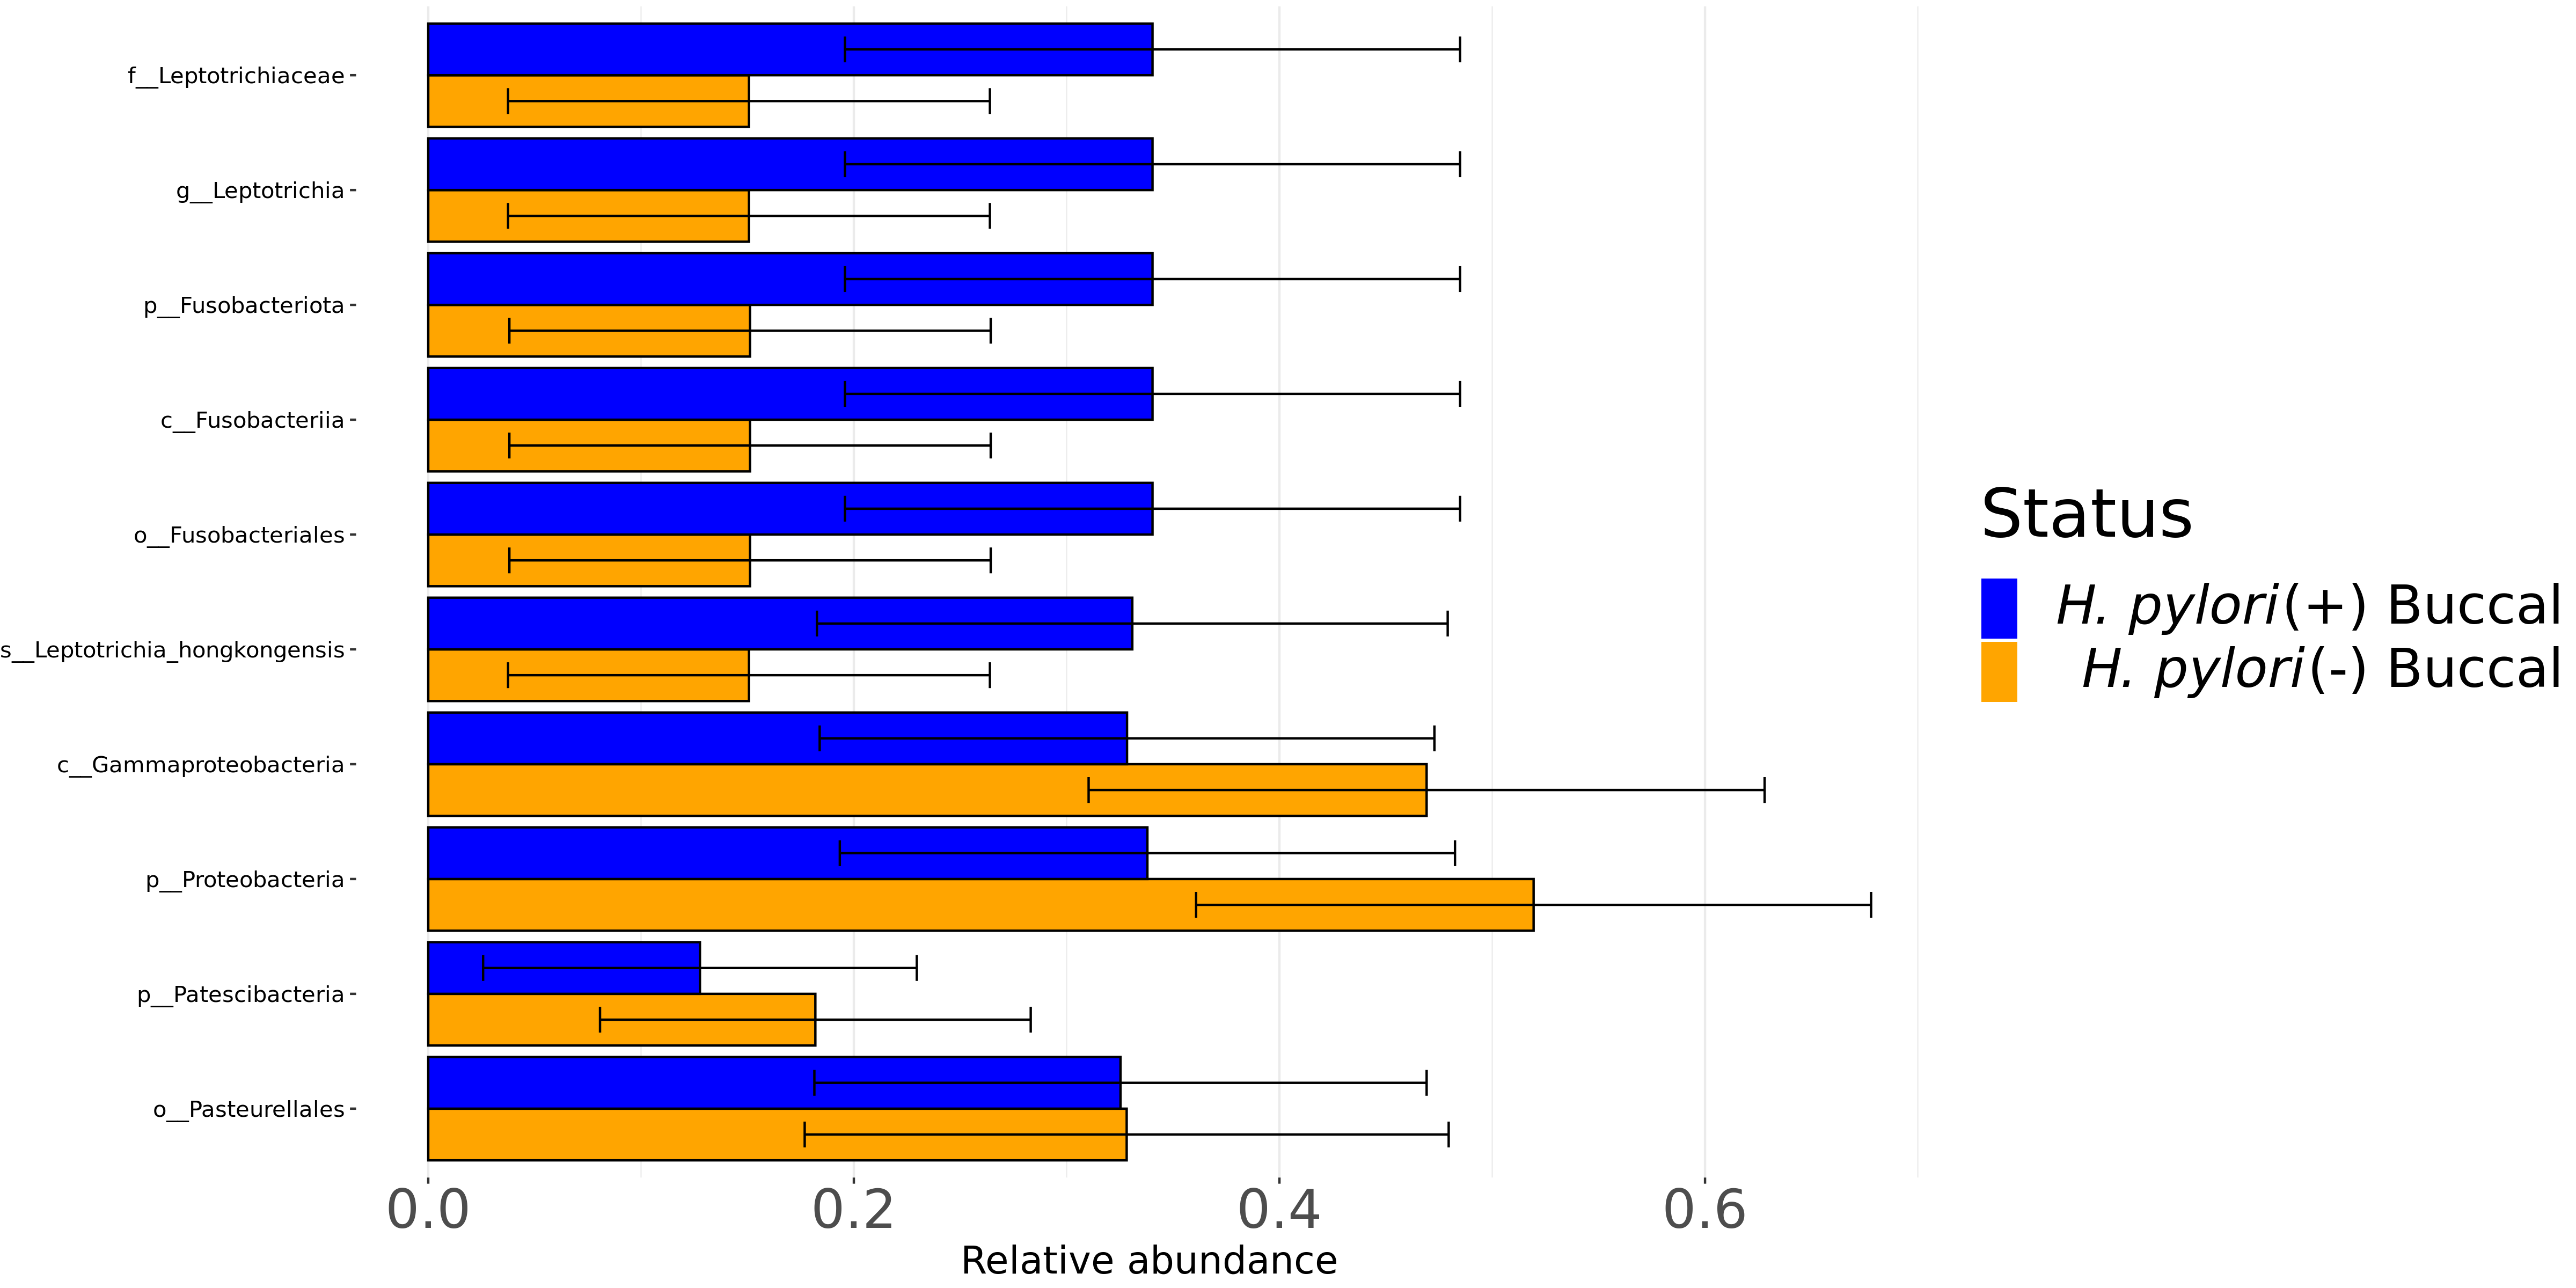 f__Leptotrichiaceae
g__Leptotrichia
p__Fusobacteriota
c__Fusobacteriia
o__Fusobacteriales
s__Leptotrichia_hongkongensis
c__Gammaproteobacteria
p__Proteobacteria
p__Patescibacteria
o__Pasteurellales
0.0 0.2 0.4 0.6
Relative abundance
Status
H. pylori(+) Buccal
H. pylori(-) Buccal